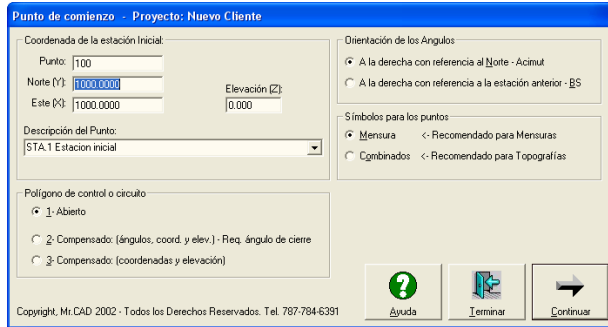 Punto de comienzo - Proyecto: Nuevo Cliente
Coordenada de la estación Inicial:
Punto: 100
Norte (Y): 1000.0000
Este (X): 1000.0000
Elevación (Z):
0.000
Descripción del Punto:
STA.1 Estacion inicial
Orientación de los Angulos
A la derecha con referencia al Norte - Acimut
A la derecha con referencia a la estación anterior - BS
Símbolos para los puntos
Mensura <- Recomendado para Mensuras
Combinados <- Recomendado para Topografías
Polígono de control o circuito
1- Abierto
2- Compensado: (ángulos, coord. y elev.) - Req. ángulo de cierre
3- Compensado: (coordenadas y elevación)
Copyright, Mr.CAD 2002 - Todos los Derechos Reservados. Tel. 787-784-6391
Ayuda
Terminar
Continuar